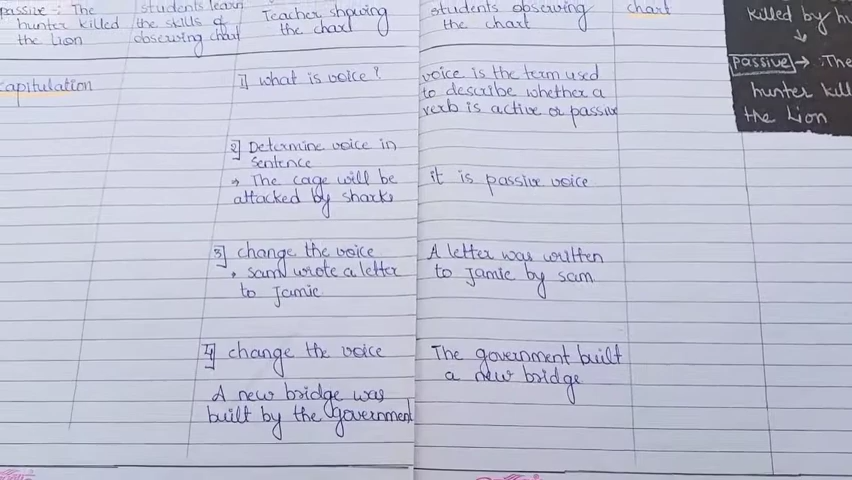 passive :- The
hunter killed
the Lion
students learn
the skills of
observing chart
Teacher showing
the chart
students observing
the chart
chart
killed by hu
passive → :The
hunter kill
the Lion
capitulation
1] what is voice?
voice is the term used
to describe whether a
verb is active or passive
2] Determine voice in
sentence
→ The cage will be
attacked by sharks
it is passive voice
3] change the voice
• Sam wrote a letter
to Jamie
A letter was written
to Jamie by sam
4] change the voice
A new bridge was
built by the government
The government built
a new bridge